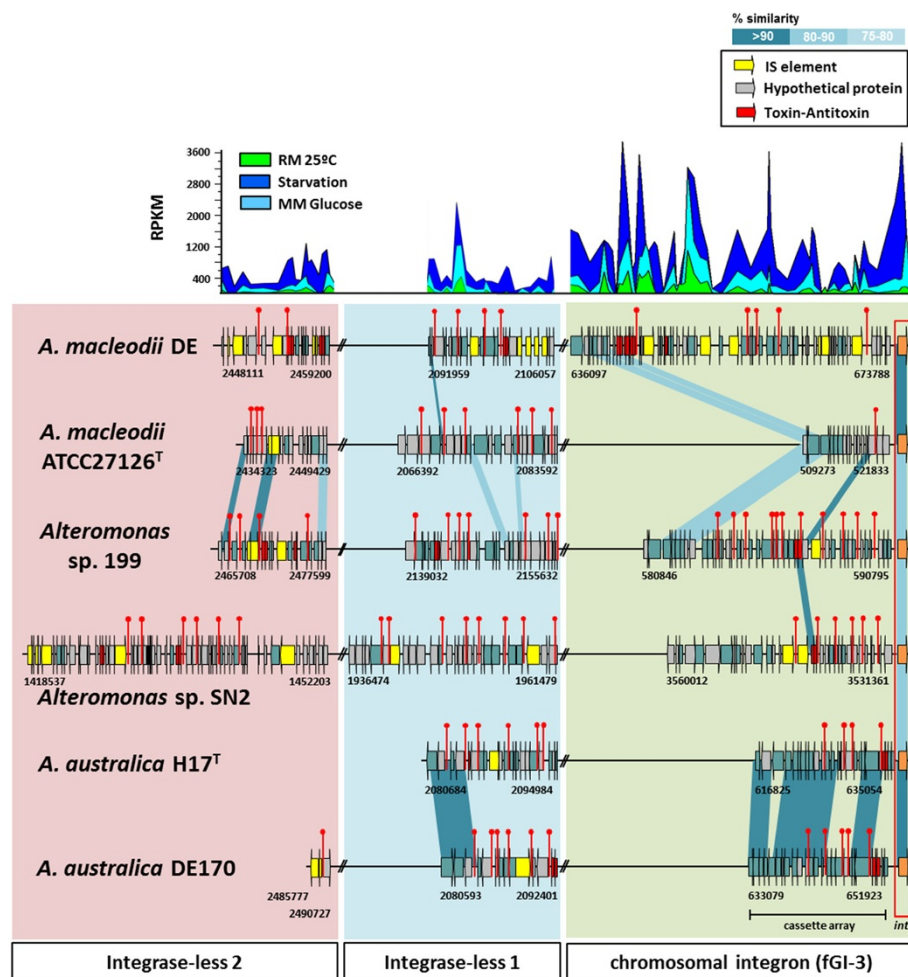 % similarity
>90 80-90 75-80
IS element
Hypothetical protein
Toxin-Antitoxin
RPKM
3600
2800
2000
1200
400
RM 25ºC
Starvation
MM Glucose
A. macleodii DE
2448111 2459200 2091959 2106057 636097 673788
A. macleodii
ATCC27126T
2434323 2449429 2066392 2083592 509273 521833
Alteromonas
sp. 199
2465708 2477599 2139032 2155632 580846 590795
1418537 1452203 1936474 1961479 3560012 3531361
Alteromonas sp. SN2
A. australica H17T
2080684 2094984 616825 635054
A. australica DE170
2485777
2490727
2080593 2092401 633079 651923
cassette array
int
Integrase-less 2 Integrase-less 1 chromosomal integron (fGI-3)